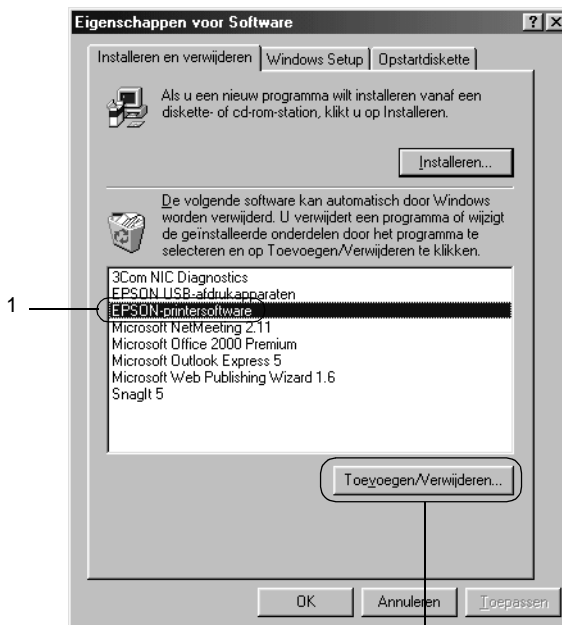 Eigenschappen voor Software
Installeren en verwijderen
Windows Setup
Opstartdiskette
Als u een nieuw programma wilt installeren vanaf een
diskette- of cd-rom-station, klikt u op Installeren.
Installeren...
De volgende software kan automatisch door Windows
worden verwijderd. U verwijdert een programma of wijzigt
de geïnstalleerde onderdelen door het programma te
selecteren en op Toevoegen/Verwijderen te klikken.
3Com NIC Diagnostics
EPSON USB-afdrukapparaten
1
EPSON-printersoftware
Microsoft NetMeeting 2.11
Microsoft Office 2000 Premium
Microsoft Outlook Express 5
Microsoft Web Publishing Wizard 1.6
SnagIt 5
Toevoegen/Verwijderen...
OK
Annuleren
Toepassen